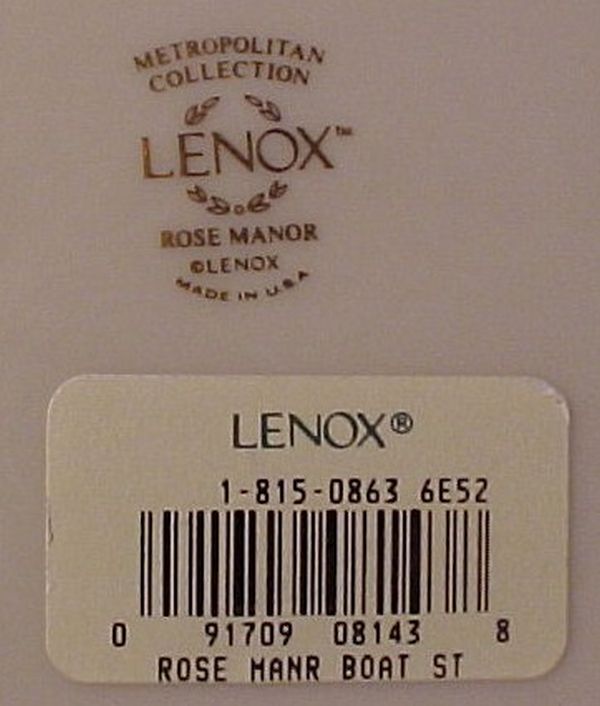 METROPOLITAN
COLLECTION
LENOX™
ROSE MANOR
©LENOX
MADE IN U.S.A
LENOX®
1-815-0863 6E52
0 91709 08143 8
ROSE MANR BOAT ST